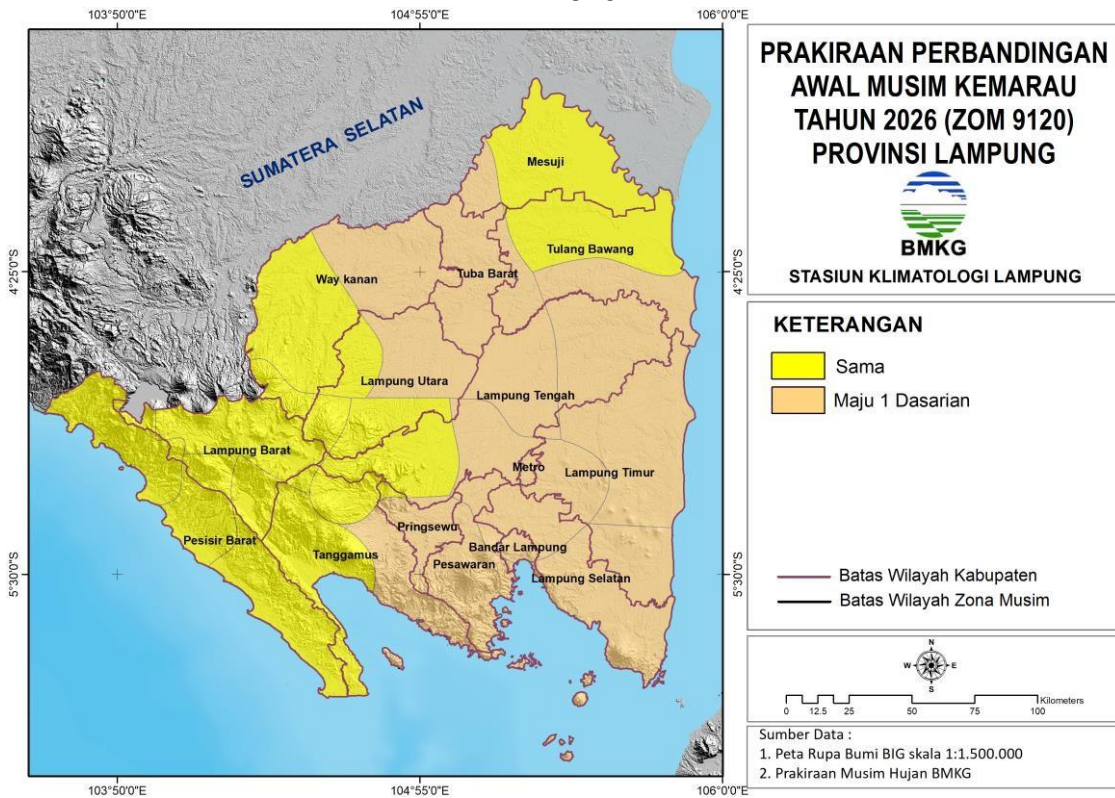 103°50'0"E
104°55'0"E
106°0'0"E
4°25'0"S
5°30'0"S
SUMATERA SELATAN
Mesuji
Tulang Bawang
Way kanan
Tuba Barat
Lampung Utara
Lampung Tengah
Lampung Barat
Metro
Lampung Timur
Pringsewu
Pesisir Barat
Tanggamus
Bandar Lampung
Pesawaran
Lampung Selatan
4°25'0"S
5°30'0"S
103°50'0"E
104°55'0"E
106°0'0"E
PRAKIRAAN PERBANDINGAN
AWAL MUSIM KEMARAU
TAHUN 2026 (ZOM 9120)
PROVINSI LAMPUNG
BMKG
STASIUN KLIMATOLOGI LAMPUNG
KETERANGAN
Sama
Maju 1 Dasarian
Batas Wilayah Kabupaten
Batas Wilayah Zona Musim
N
W E
S
Kilometers
0 12.5 25 50 75 100
Sumber Data :
1. Peta Rupa Bumi BIG skala 1:1.500.000
2. Prakiraan Musim Hujan BMKG